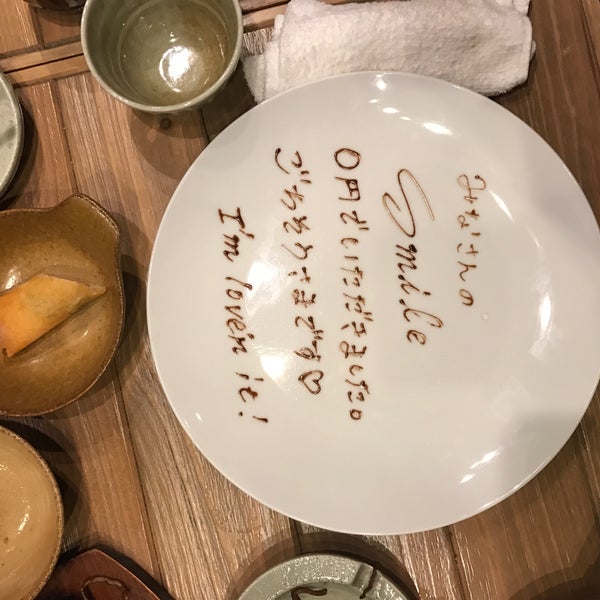 みなさんの
Smile
0円でいただきました。
ごちそうさまです♡
I'm lovin it!